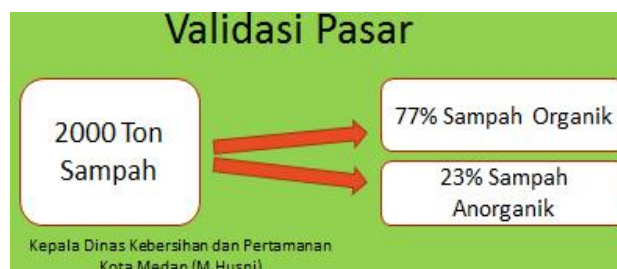 Validasi Pasar
2000 Ton
Sampah
77% Sampah Organik
23% Sampah
Anorganik
Kepala Dinas Kebersihan dan Pertamanan
Kota Medan (M.Husni)